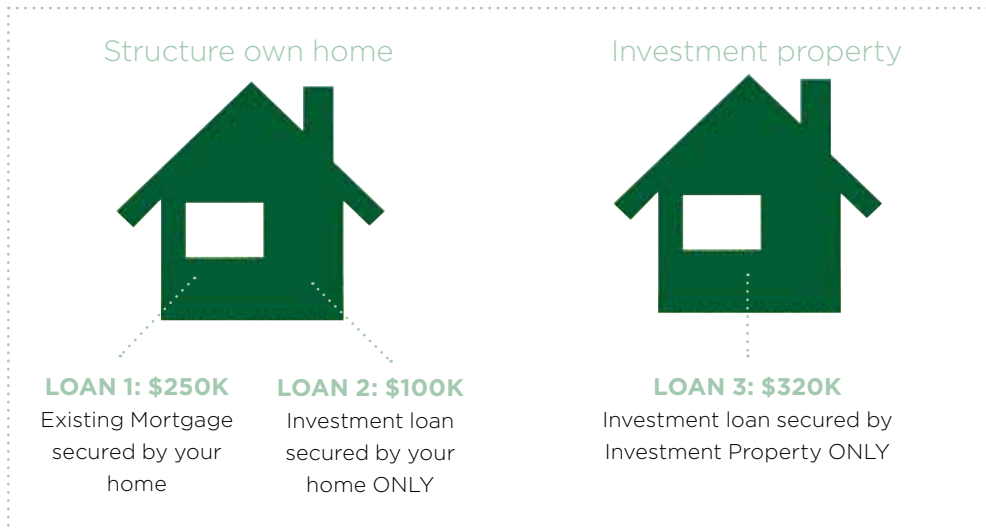 Structure own home
Investment property
LOAN 1: $250K
Existing Mortgage
secured by your
home
LOAN 2: $100K
Investment loan
secured by your
home ONLY
LOAN 3: $320K
Investment loan secured by
Investment Property ONLY